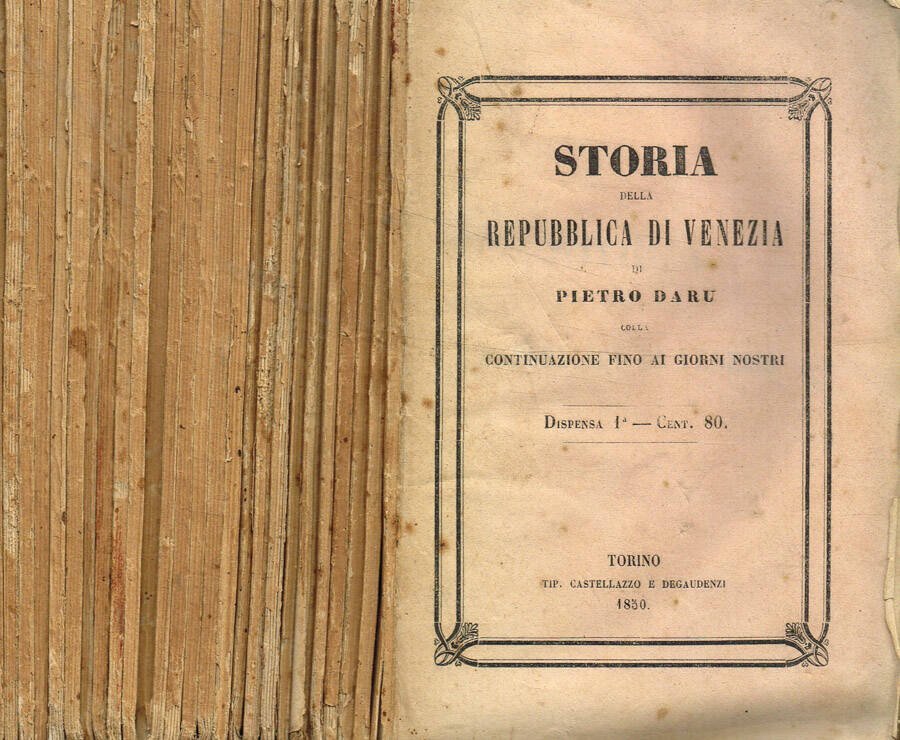 STORIA
DELLA
REPUBBLICA DI VENEZIA
DI
PIETRO DARU
COLLA
CONTINUAZIONE FINO AI GIORNI NOSTRI
DISPENSA 1ª — CENT. 80.
TORINO
TIP. CASTELLAZZO E DEGAUDENZI
1850.